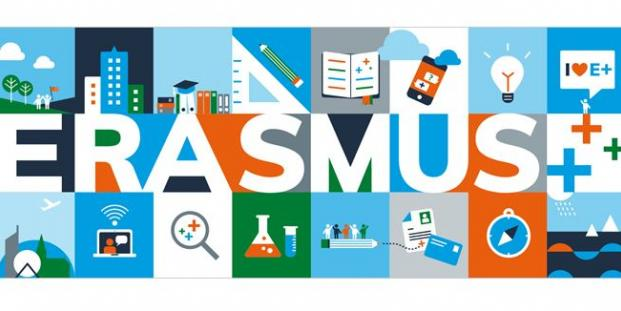 I ❤ E+
ERASMUS+